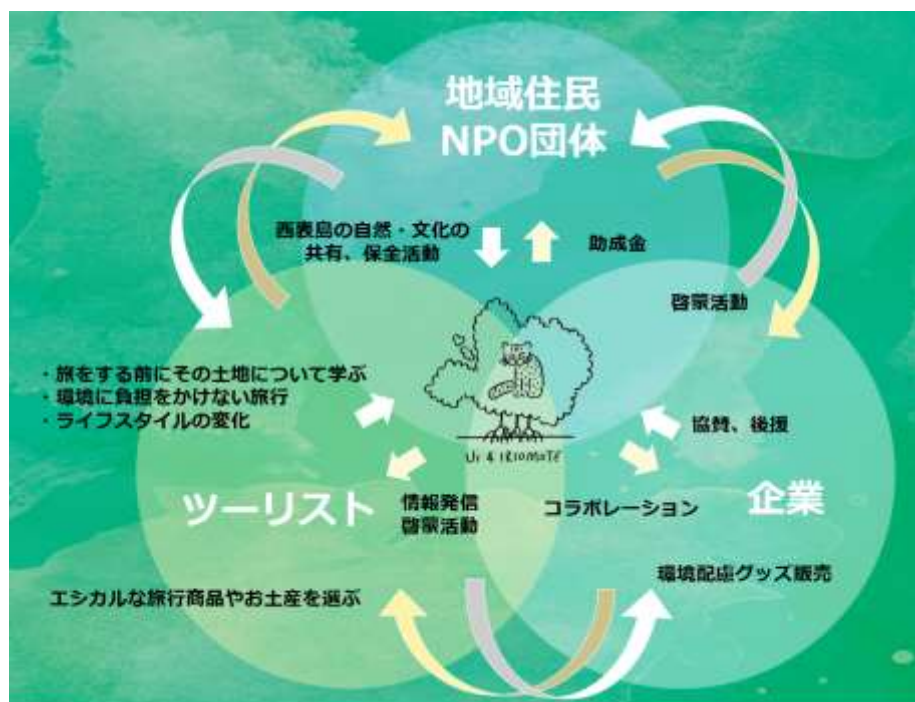 地域住民
NPO団体
西表島の自然・文化の
共有、保全活動
助成金
啓蒙活動
・旅をする前にその土地について学ぶ
・環境に負担をかけない旅行
・ライフスタイルの変化
協賛、後援
Us 4 IRIOMOTE
ツーリスト
情報発信
啓蒙活動
コラボレーション
企業
環境配慮グッズ販売
エシカルな旅行商品やお土産を選ぶ